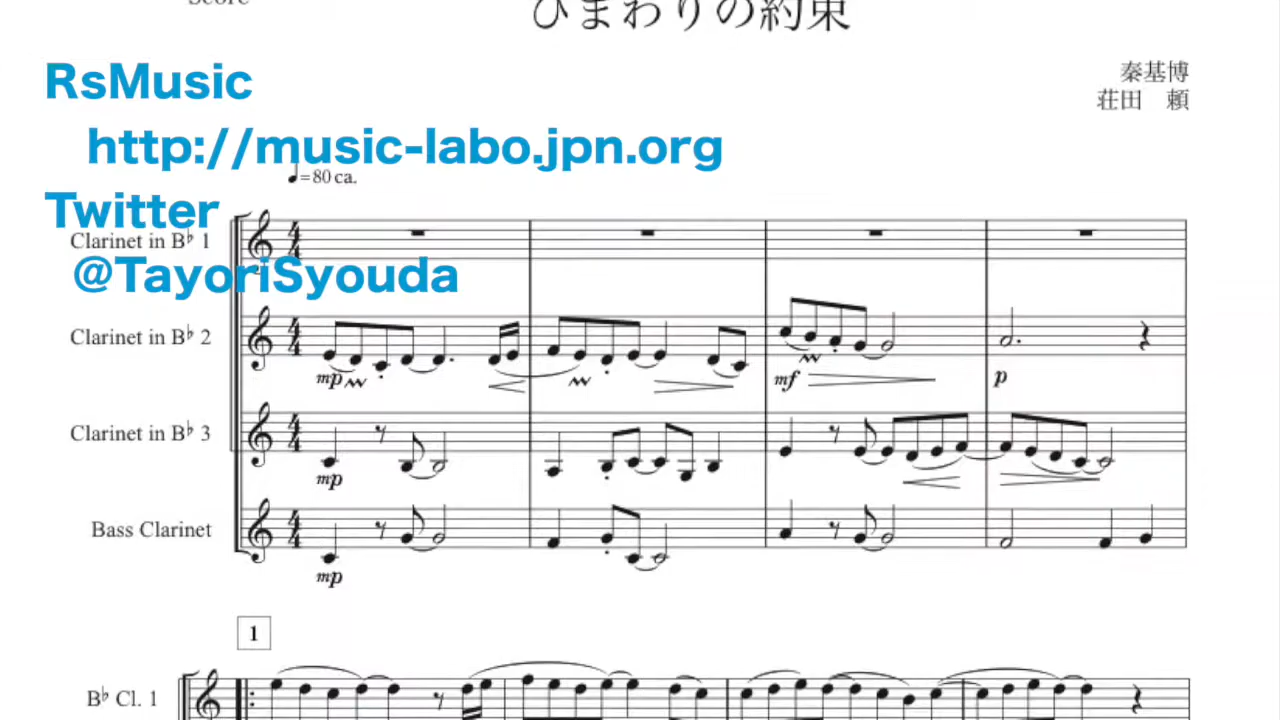 Score
ひまわりの約束
秦基博
荘田　頼
RsMusic
http://music-labo.jpn.org
Twitter
@TayoriSyouda
♩=80 ca.
Clarinet in B♭ 1
Clarinet in B♭ 2
mp
mf
p
Clarinet in B♭ 3
mp
Bass Clarinet
mp
1
B♭ Cl. 1